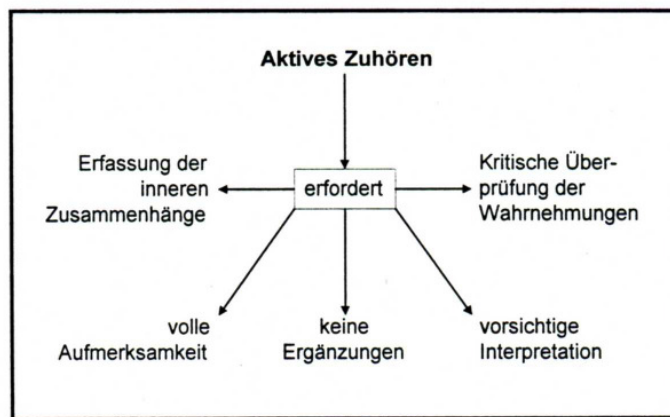 Aktives Zuhören
Erfassung der
inneren
Zusammenhänge
erfordert
Kritische Über-
prüfung der
Wahrnehmungen
volle
Aufmerksamkeit
keine
Ergänzungen
vorsichtige
Interpretation